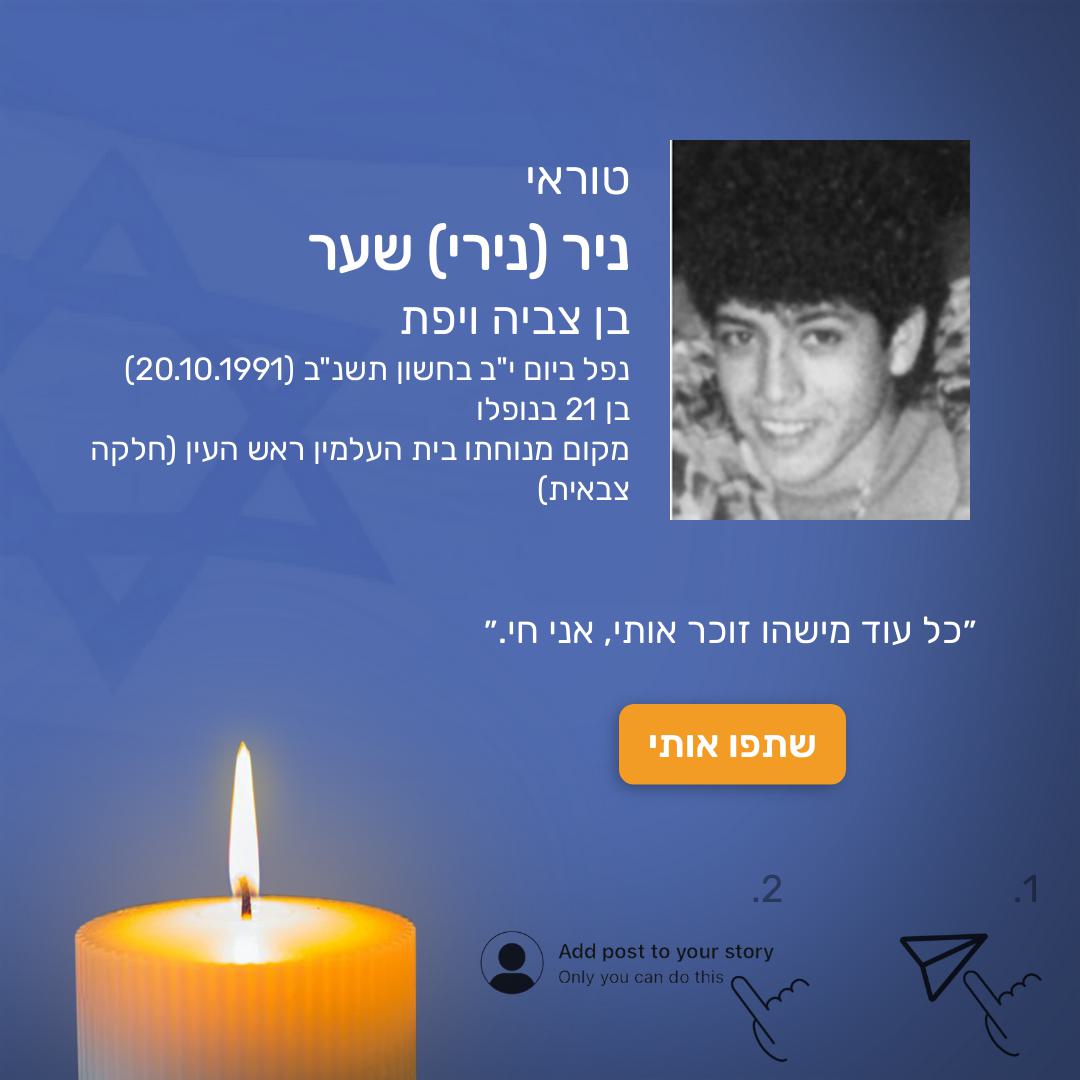 טוראי
ניר (נירי) שער
בן צביה ויפת
נפל ביום י"ב בחשון תשנ"ב (20.10.1991)
בן 21 בנופלו
מקום מנוחתו בית העלמין ראש העין (חלקה
צבאית)
״כל עוד מישהו זוכר אותי, אני חי.״
שתפו אותי
1.
2.
Add post to your story
Only you can do this